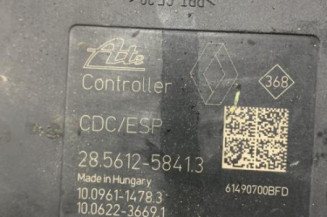 Ate
Controller
368
CDC/ESP
28.5612-5841.3
Made in Hungary
61490700BFD
10.0961-1478.3
10.0622-3669.1